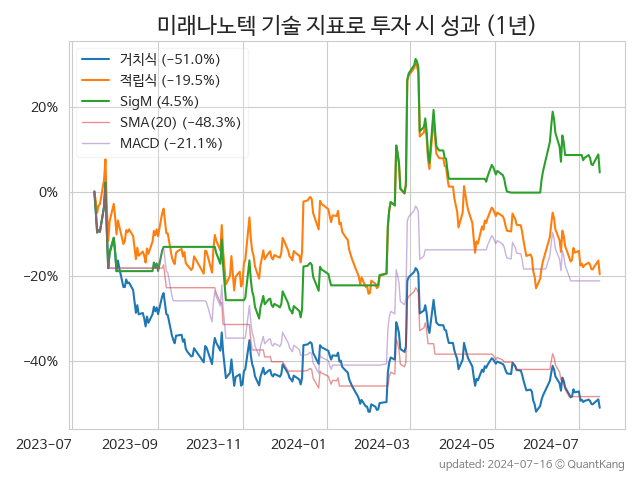 미래나노텍 기술 지표로 투자 시 성과 (1년)
거치식 (−51.0%)
적립식 (−19.5%)
SigM (4.5%)
SMA(20) (−48.3%)
MACD (−21.1%)
20%
0%
−20%
−40%
2023-07 2023-09 2023-11 2024-01 2024-03 2024-05 2024-07
updated: 2024-07-16 © QuantKang